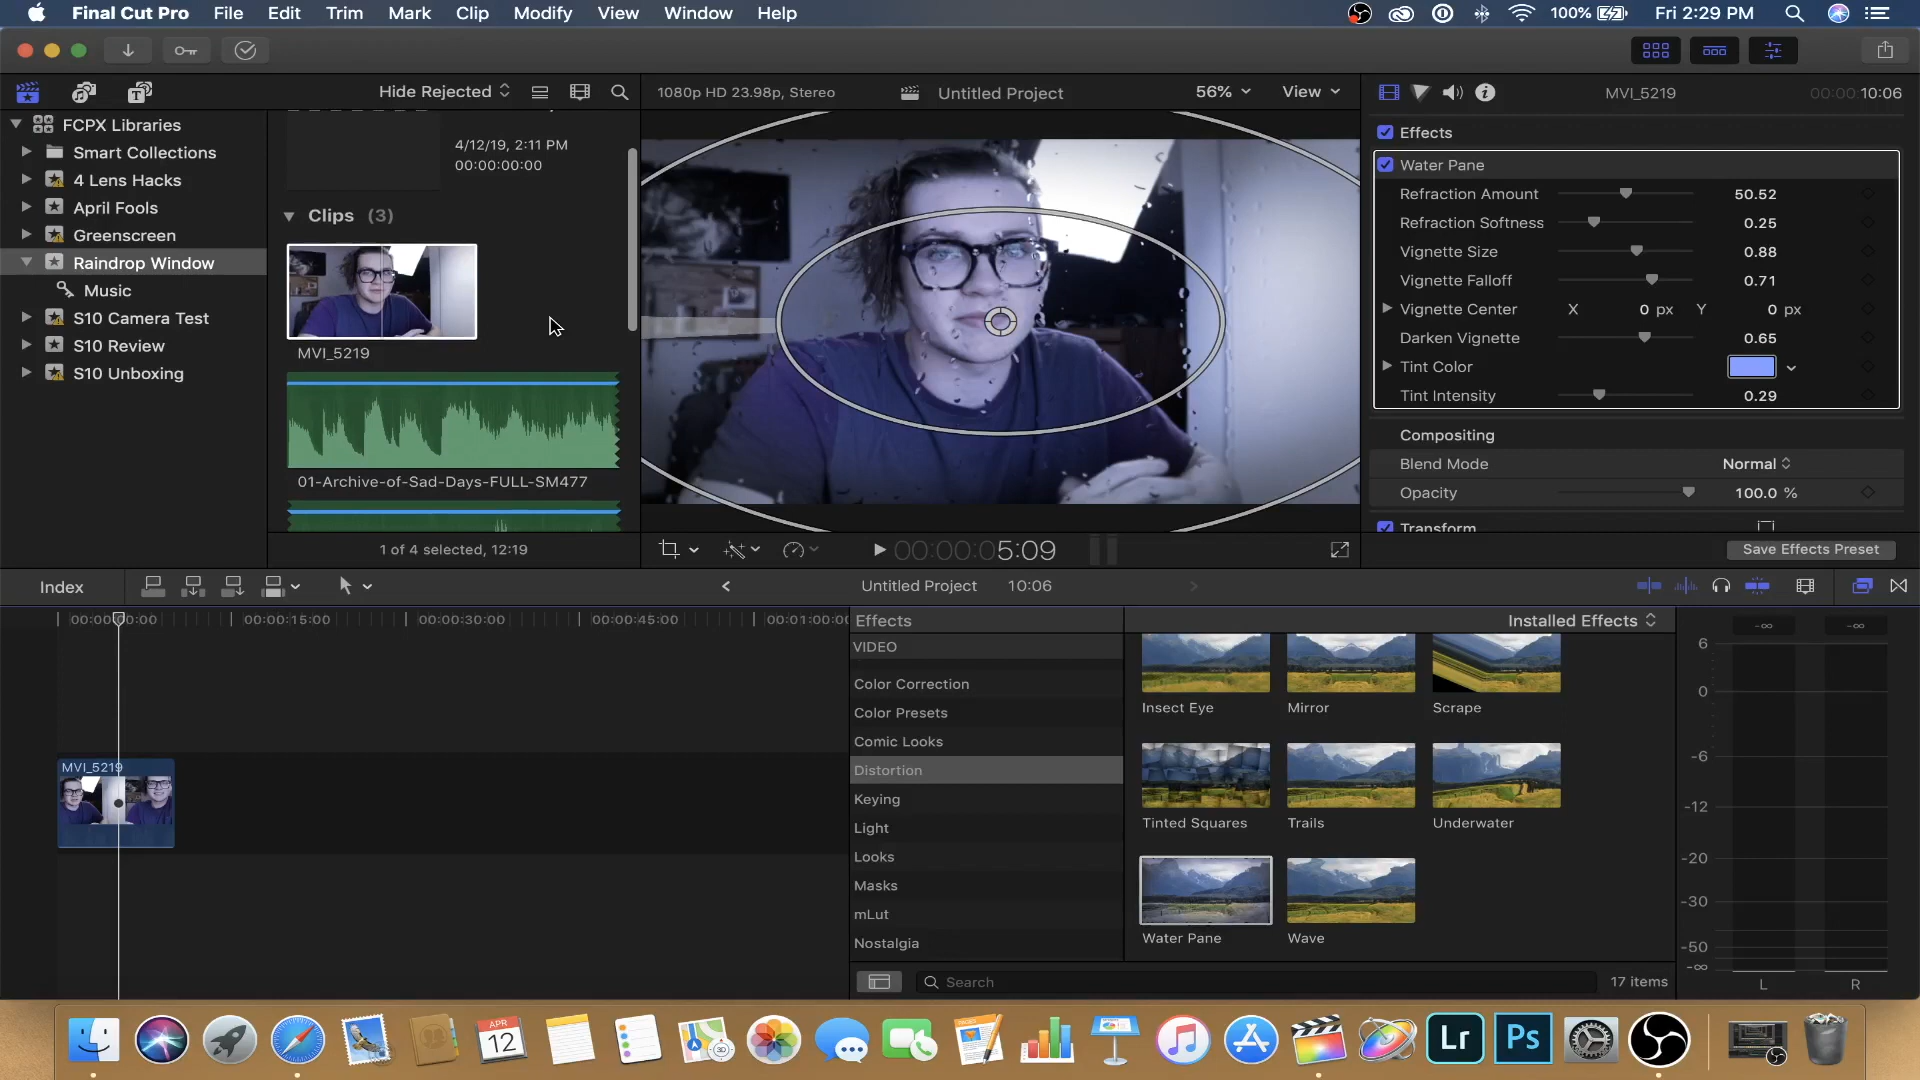 Final Cut Pro File Edit Trim Mark Clip Modify View Window Help
100% Fri 2:29 PM
Hide Rejected
1080p HD 23.98p, Stereo
Untitled Project
56%
View
MVI_5219
00:00:10:06
FCPX Libraries
Smart Collections
4 Lens Hacks
April Fools
Greenscreen
Raindrop Window
Music
S10 Camera Test
S10 Review
S10 Unboxing
4/12/19, 2:11 PM
00:00:00:00
Clips (3)
MVI_5219
01-Archive-of-Sad-Days-FULL-SM477
1 of 4 selected, 12:19
00:00:05:09
Effects
Water Pane
Refraction Amount 50.52
Refraction Softness 0.25
Vignette Size 0.88
Vignette Falloff 0.71
Vignette Center X 0 px Y 0 px
Darken Vignette 0.65
Tint Color
Tint Intensity 0.29
Compositing
Blend Mode Normal
Opacity 100.0 %
Transform
Save Effects Preset
Index
Untitled Project 10:06
00:00:00:00 00:00:15:00 00:00:30:00 00:00:45:00 00:01:00:00
MVI_5219
Effects
VIDEO
Color Correction
Color Presets
Comic Looks
Distortion
Keying
Light
Looks
Masks
mLut
Nostalgia
Installed Effects
Insect Eye Mirror Scrape
Tinted Squares Trails Underwater
Water Pane Wave
Search
17 items
-∞ -∞
6
0
-6
-12
-20
-30
-50
-∞
L R
APR
12
3D
Lr
Ps